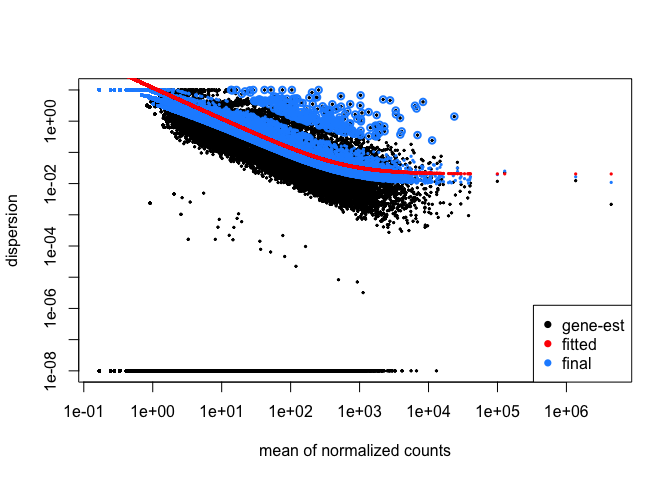 dispersion
1e+00
1e-02
1e-04
1e-06
1e-08
gene-est
fitted
final
1e-01 1e+00 1e+01 1e+02 1e+03 1e+04 1e+05 1e+06
mean of normalized counts